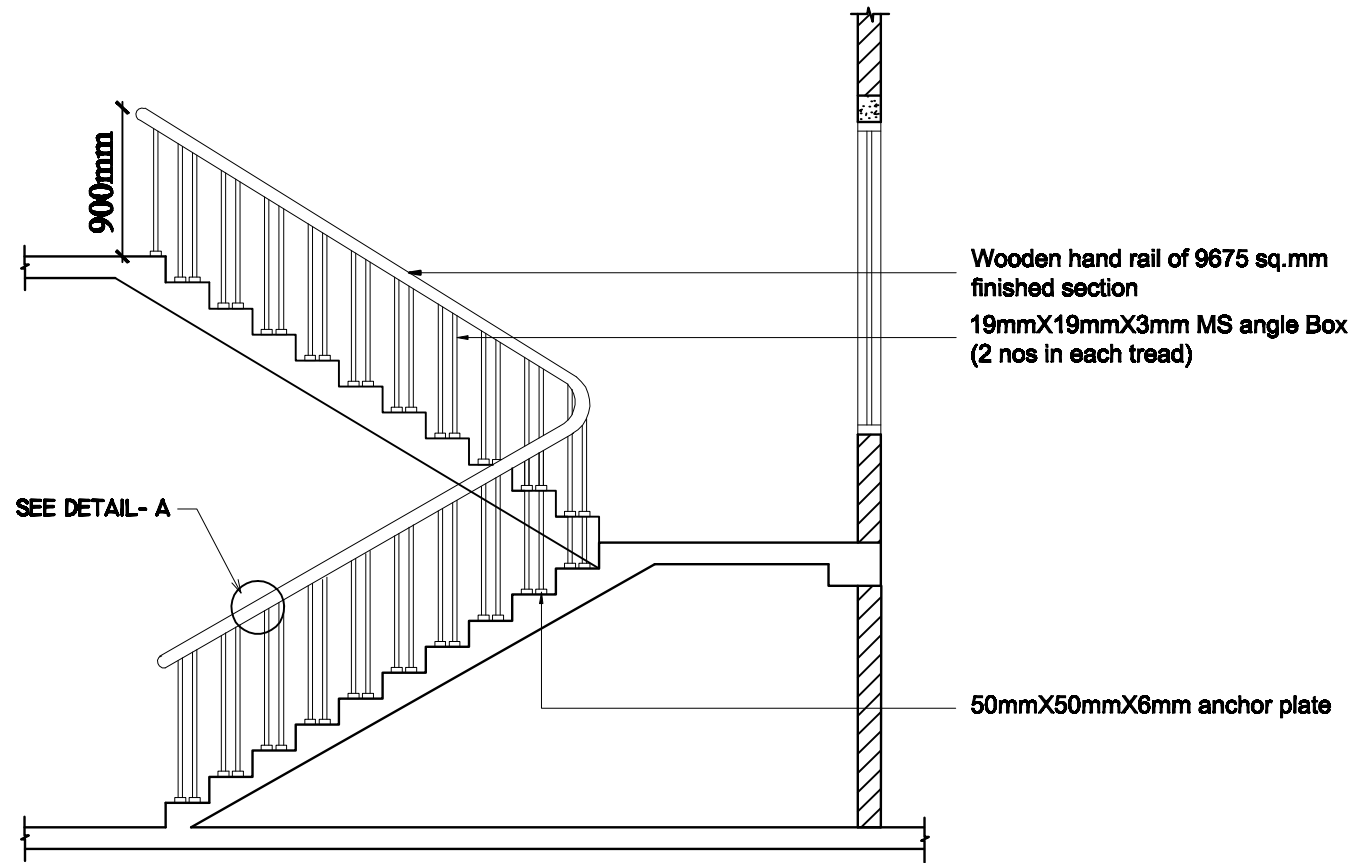 900mm
Wooden hand rail of 9675 sq.mm
finished section
19mmX19mmX3mm MS angle Box
(2 nos in each tread)
SEE DETAIL- A
50mmX50mmX6mm anchor plate